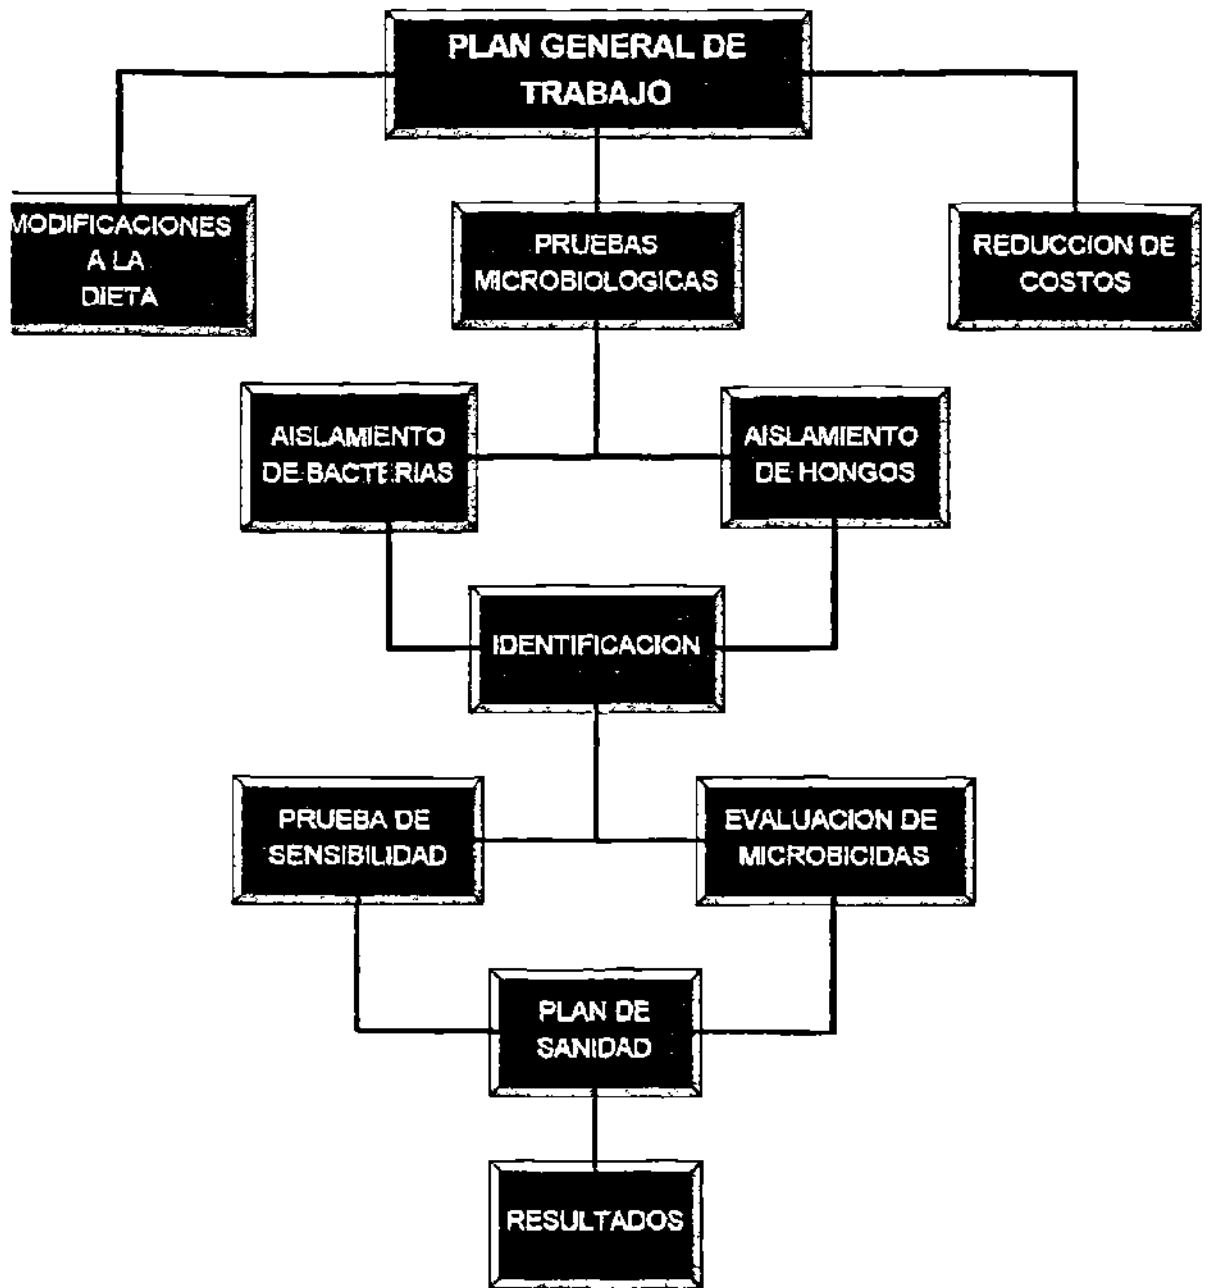 PLAN GENERAL DE
TRABAJO
MODIFICACIONES
A LA
DIETA
PRUEBAS
MICROBIOLOGICAS
REDUCCION DE
COSTOS
AISLAMIENTO
DE BACTERIAS
AISLAMIENTO
DE HONGOS
IDENTIFICACION
PRUEBA DE
SENSIBILIDAD
EVALUACION DE
MICROBICIDAS
PLAN DE
SANIDAD
RESULTADOS